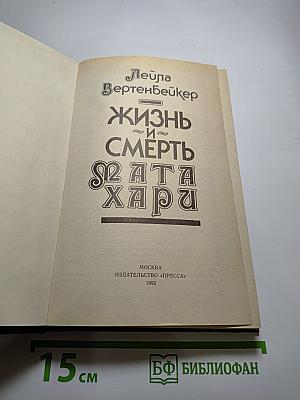 Лейла
Вертенбейкер
ЖИЗНЬ
И
СМЕРТЬ
МАТА
ХАРИ
МОСКВА
ИЗДАТЕЛЬСТВО «ПРЕССА»
1992
15 см
БФ БИБЛИОФАН